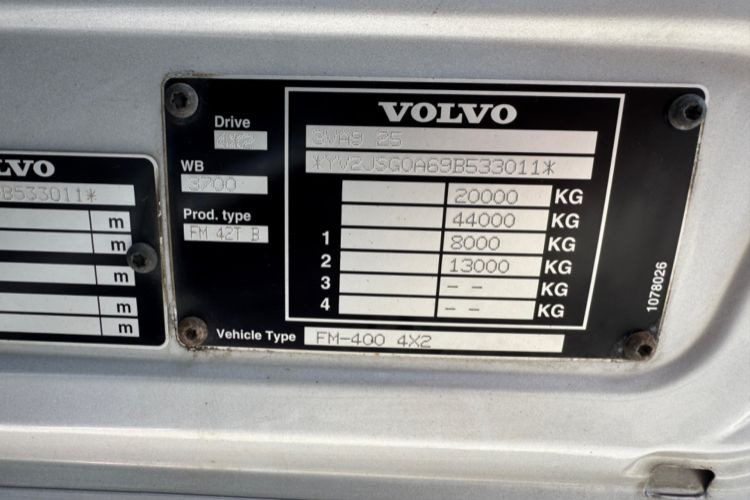 LVO
B533011*
m
m
m
m
m
VOLVO
Drive
4X2
WB
3700
Prod. type
FM 42T B
3VA9 25
*YV2JSG0A69B533011*
20000 KG
44000 KG
1 8000 KG
2 13000 KG
3 -- KG
4 -- KG
Vehicle Type FM-400 4X2
1078026